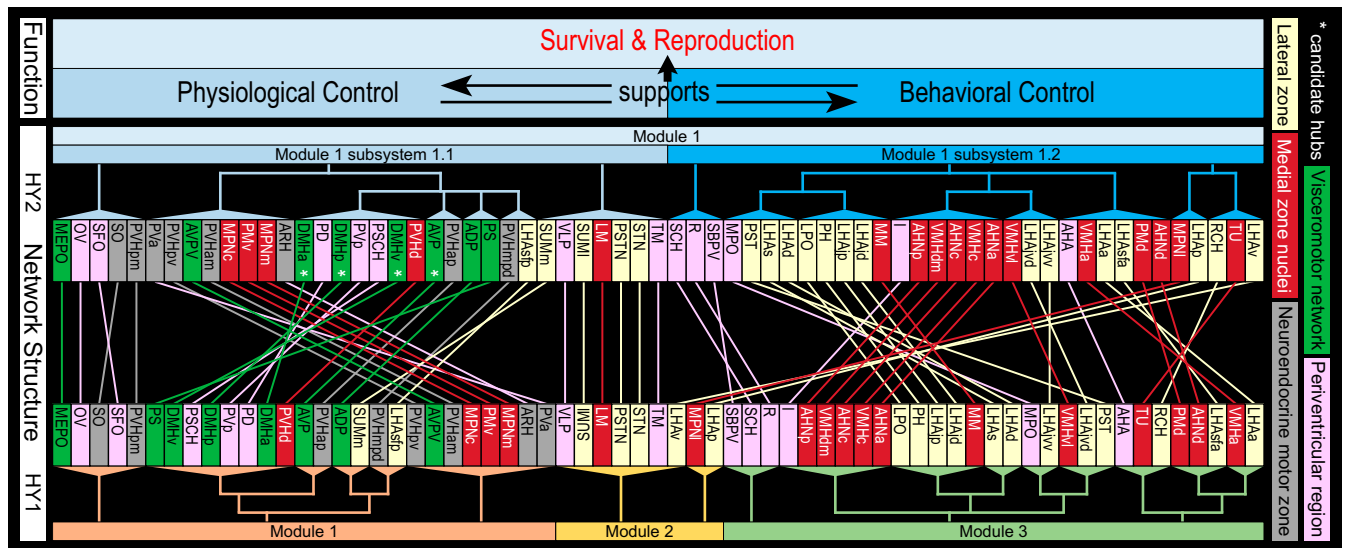 Function
Survival & Reproduction
Physiological Control
supports
Behavioral Control
Network Structure
HY2
Module 1
Module 1 subsystem 1.1
Module 1 subsystem 1.2
MEPO
OV
SFO
SO
PVHpm
PVa
PVHpv
AVPV
PVHam
MPNc
PMv
MPNm
ARH
DMHa *
PD
DMHp *
PVp
PSCH
DMHv *
PVHd
AVP *
PVHap
ADP
PS
PVHmpd
LHAsfp
SUMm
VLP
SUMl
LM
PSTN
STN
TM
SCH
R
SBPV
MPO
PST
LHAs
LHAd
LPO
PH
LHAjp
LHAjd
MM
I
AHNp
VMHdm
AHNc
VMHc
AHNa
VMHvl
LHAjvd
LHAjvv
AHA
VMHa
LHAa
LHAsfa
PMd
AHNd
MPNl
LHAp
RCH
TU
LHAv
MEPO
OV
SO
SFO
PVHpm
PS
DMHv
PSCH
DMHp
PVp
PD
DMHa
PVHd
AVP
PVHap
ADP
SUMm
PVHmpd
LHAsfp
PVHpv
AVPV
PVHam
MPNc
PMv
MPNm
ARH
PVa
VLP
SUMl
LM
PSTN
STN
TM
LHAv
MPNl
LHAp
SBPV
SCH
R
I
AHNp
VMHdm
AHNc
VMHc
AHNa
LPO
PH
LHAjp
LHAjd
MM
LHAs
LHAd
MPO
LHAjvv
VMHvl
LHAjvd
PST
AHA
TU
RCH
PMd
AHNd
LHAsfa
VMHa
LHAa
HY1
Module 1
Module 2
Module 3
Lateral zone
Medial zone nuclei
Neuroendocrine motor zone
* candidate hubs
Visceromotor network
Periventricular region